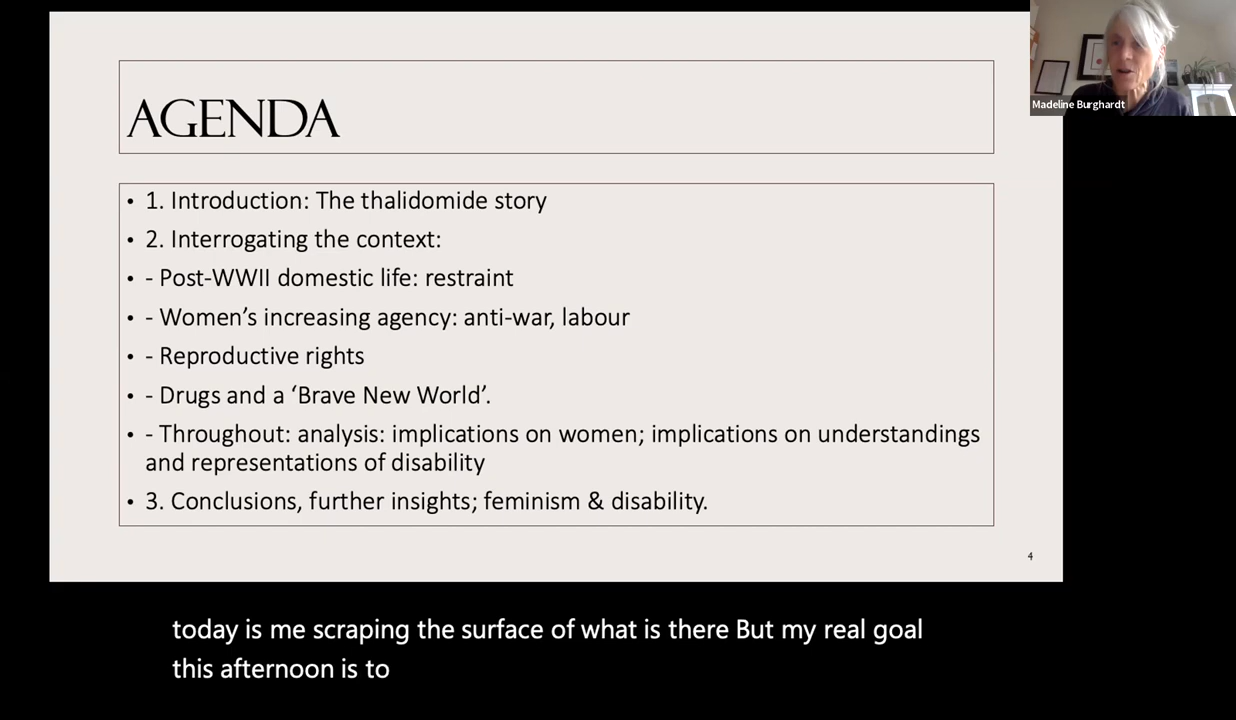 AGENDA
Madeline Burghardt
• 1. Introduction: The thalidomide story
• 2. Interrogating the context:
• - Post-WWII domestic life: restraint
• - Women’s increasing agency: anti-war, labour
• - Reproductive rights
• - Drugs and a ‘Brave New World’.
• - Throughout: analysis: implications on women; implications on understandings
and representations of disability
• 3. Conclusions, further insights; feminism & disability.
4
today is me scraping the surface of what is there But my real goal
this afternoon is to